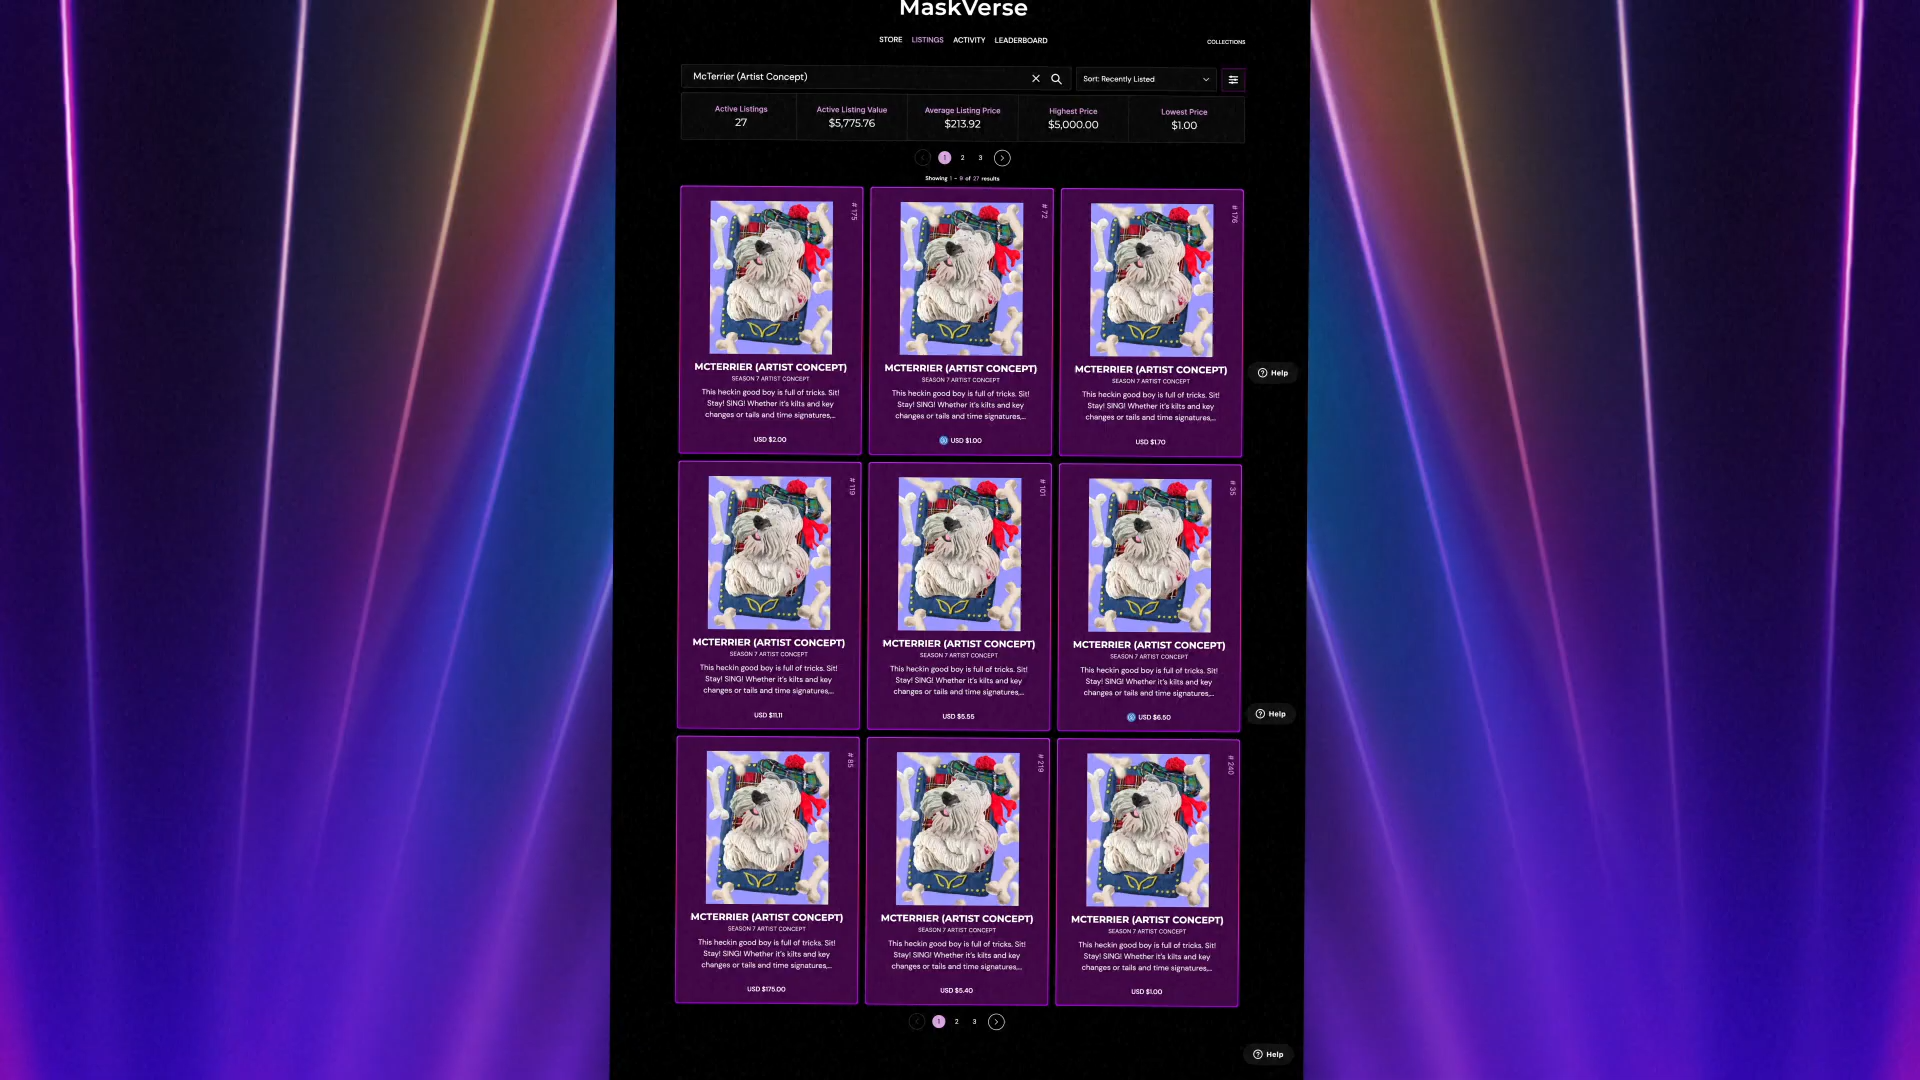 MaskVerse
STORE LISTINGS ACTIVITY LEADERBOARD
COLLECTIONS
McTerrier (Artist Concept)
Sort: Recently Listed
Active Listings
27
Active Listing Value
$5,775.76
Average Listing Price
$213.92
Highest Price
$5,000.00
Lowest Price
$1.00
1 2 3
Showing 1 - 9 of 27 results
# 175
MCTERRIER (ARTIST CONCEPT)
SEASON 7 ARTIST CONCEPT
This heckin good boy is full of tricks. Sit!
Stay! SING! Whether it's kilts and key
changes or tails and time signatures,...
USD $2.00
# 72
MCTERRIER (ARTIST CONCEPT)
SEASON 7 ARTIST CONCEPT
This heckin good boy is full of tricks. Sit!
Stay! SING! Whether it's kilts and key
changes or tails and time signatures,...
USD $1.00
# 176
MCTERRIER (ARTIST CONCEPT)
SEASON 7 ARTIST CONCEPT
This heckin good boy is full of tricks. Sit!
Stay! SING! Whether it's kilts and key
changes or tails and time signatures,...
USD $1.70
Help
# 119
MCTERRIER (ARTIST CONCEPT)
SEASON 7 ARTIST CONCEPT
This heckin good boy is full of tricks. Sit!
Stay! SING! Whether it's kilts and key
changes or tails and time signatures,...
USD $11.11
# 101
MCTERRIER (ARTIST CONCEPT)
SEASON 7 ARTIST CONCEPT
This heckin good boy is full of tricks. Sit!
Stay! SING! Whether it's kilts and key
changes or tails and time signatures,...
USD $5.55
# 35
MCTERRIER (ARTIST CONCEPT)
SEASON 7 ARTIST CONCEPT
This heckin good boy is full of tricks. Sit!
Stay! SING! Whether it's kilts and key
changes or tails and time signatures,...
USD $6.50
Help
# 85
MCTERRIER (ARTIST CONCEPT)
SEASON 7 ARTIST CONCEPT
This heckin good boy is full of tricks. Sit!
Stay! SING! Whether it's kilts and key
changes or tails and time signatures,...
USD $175.00
# 219
MCTERRIER (ARTIST CONCEPT)
SEASON 7 ARTIST CONCEPT
This heckin good boy is full of tricks. Sit!
Stay! SING! Whether it's kilts and key
changes or tails and time signatures,...
USD $5.40
# 240
MCTERRIER (ARTIST CONCEPT)
SEASON 7 ARTIST CONCEPT
This heckin good boy is full of tricks. Sit!
Stay! SING! Whether it's kilts and key
changes or tails and time signatures,...
USD $1.00
1 2 3
Help